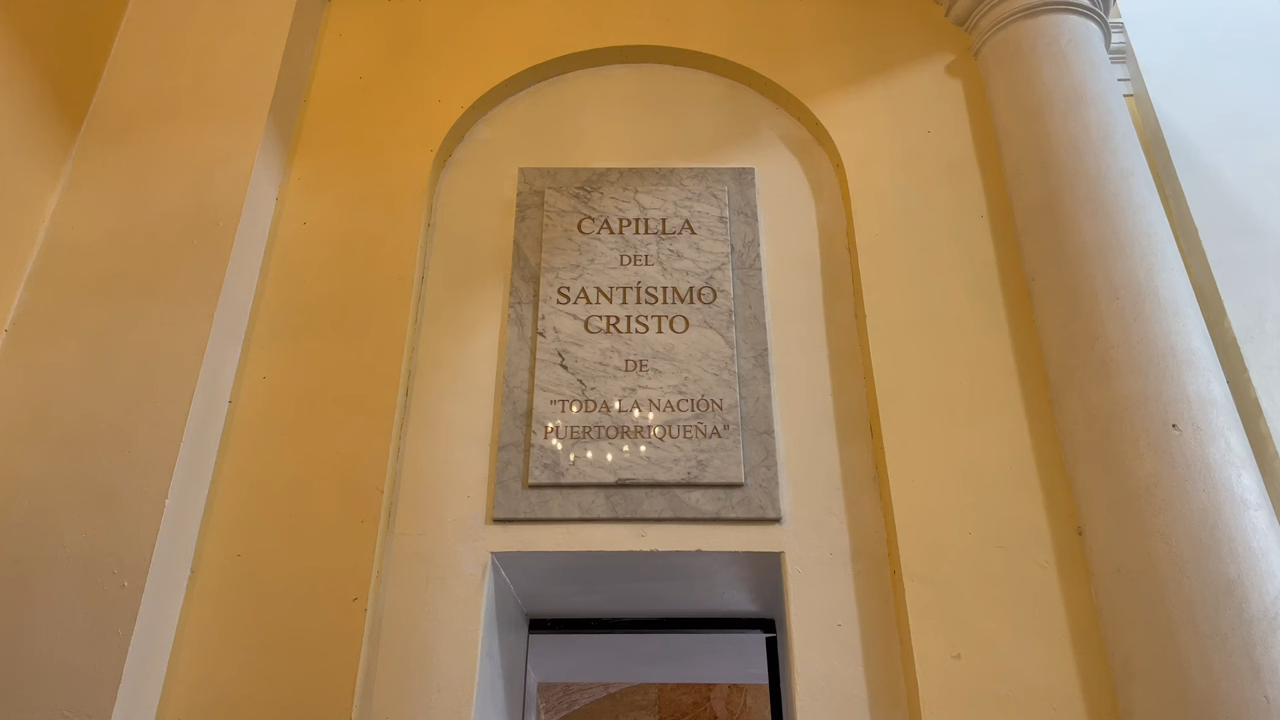 CAPILLA
DEL
SANTÍSIMO
CRISTO
DE
"TODA LA NACIÓN
PUERTORRIQUEÑA"